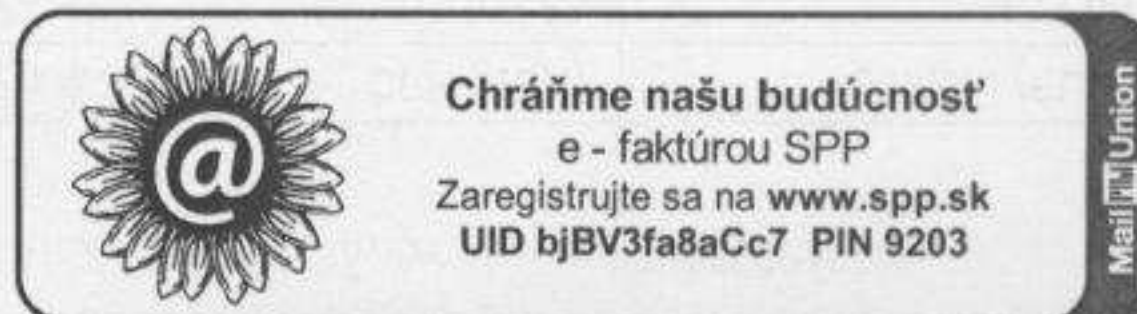 @
Chráňme našu budúcnosť
e - faktúrou SPP
Zaregistrujte sa na www.spp.sk
UID bjBV3fa8aCc7 PIN 9203
Mail Union